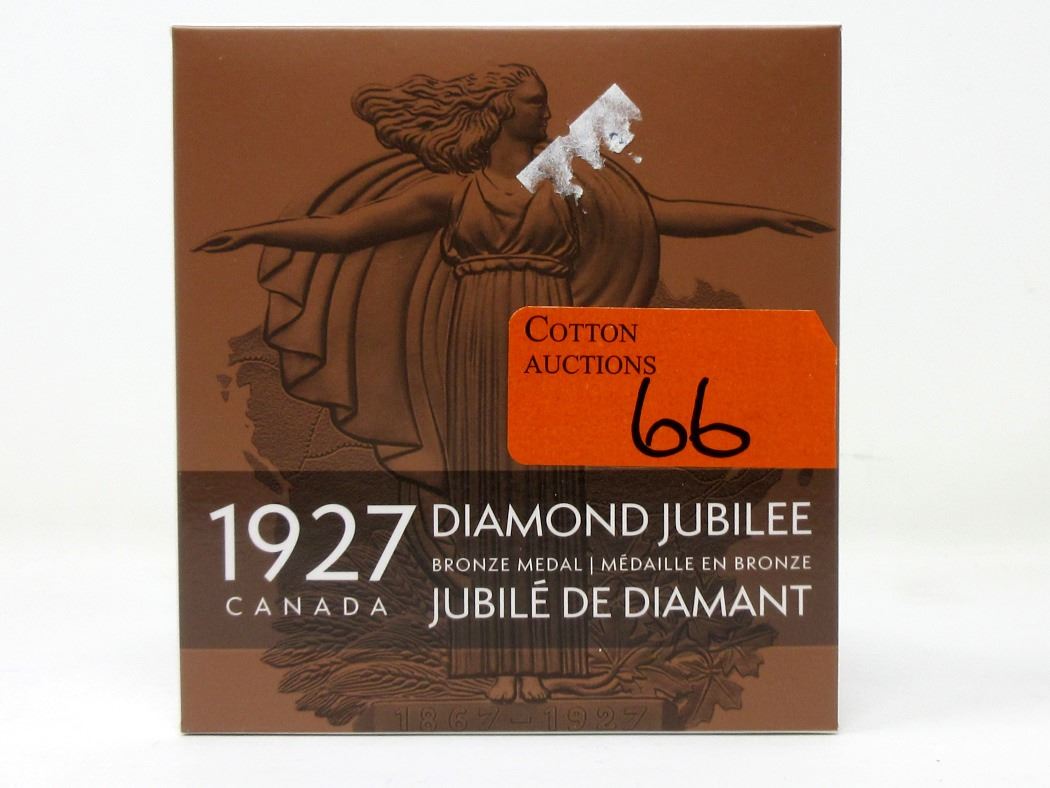 COTTON
AUCTIONS
66
1927
CANADA
DIAMOND JUBILEE
BRONZE MEDAL | MÉDAILLE EN BRONZE
JUBILÉ DE DIAMANT
1867-1927